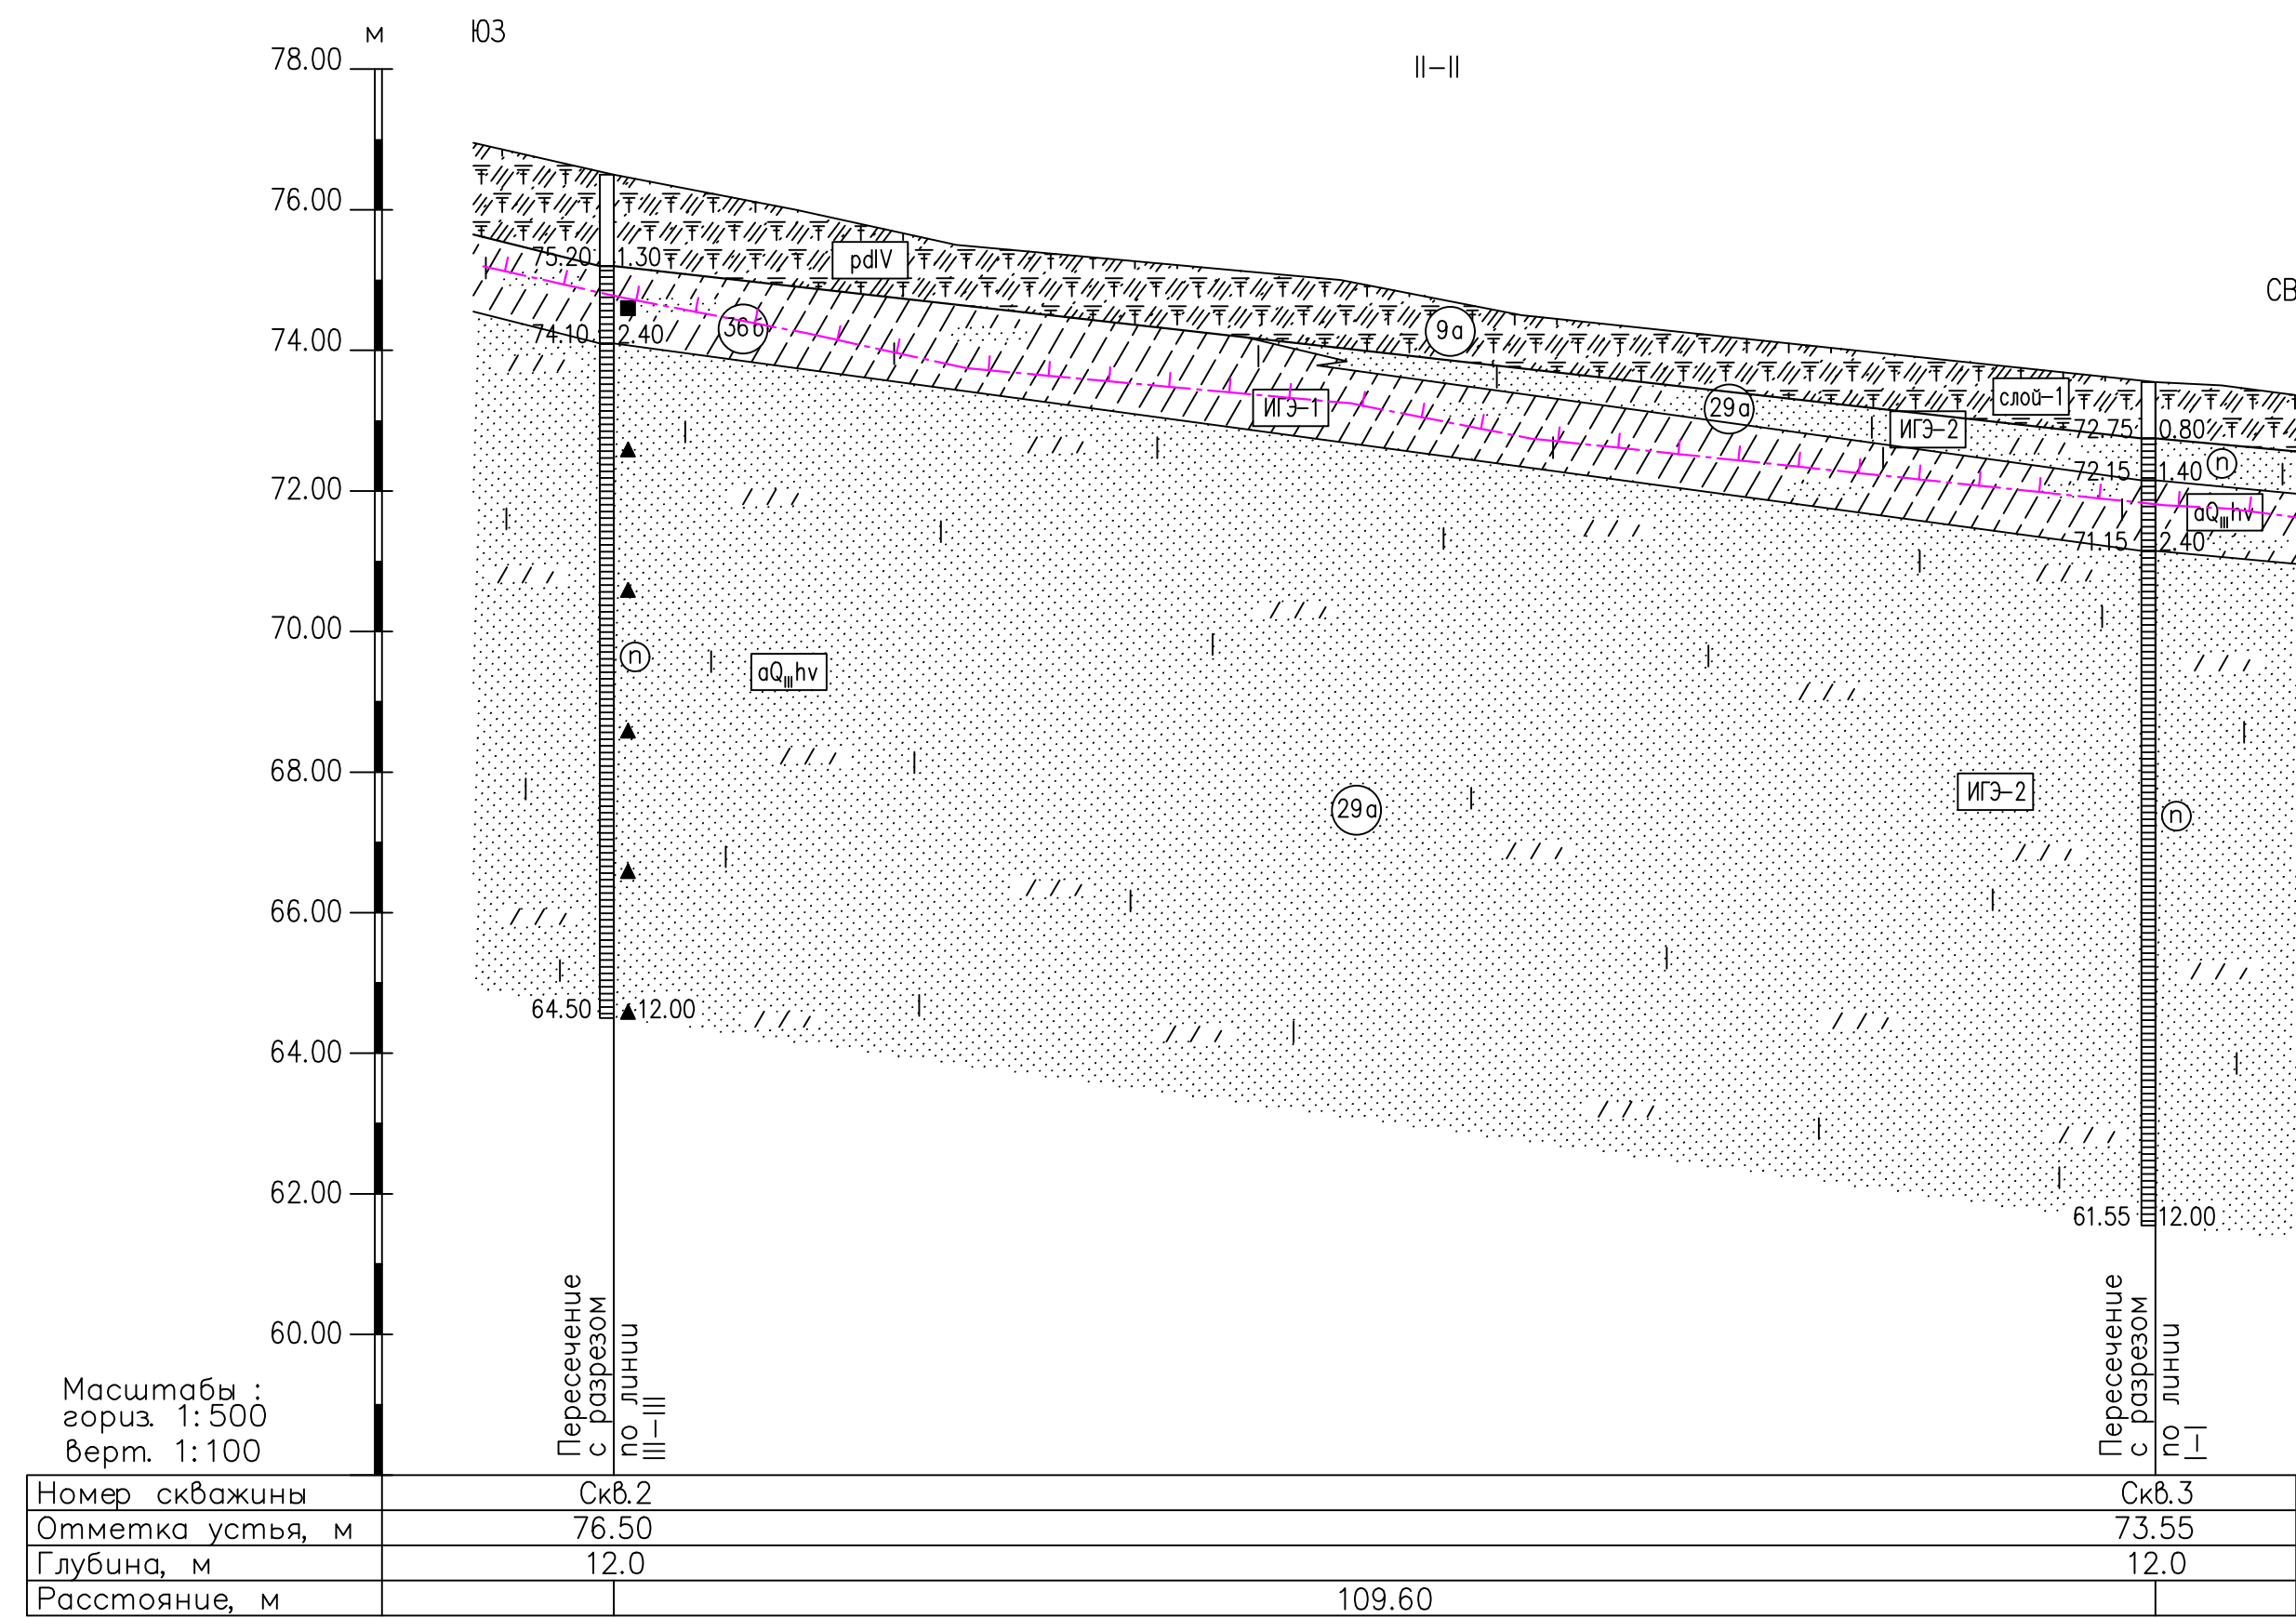 м
ЮЗ
II–II
СВ
78.00
76.00
74.00
72.00
70.00
68.00
66.00
64.00
62.00
60.00
pdIV
75.20 1.30
74.10 2.40
36б
9а
ИГЭ–1
29а
ИГЭ–2
слой–1
72.75 0.80
72.15 1.40
71.15 2.40
n
aQIIIhv
n
aQIIIhv
29а
ИГЭ–2
n
64.50 12.00
61.55 12.00
Пересечение
с разрезом
по линии
III–III
Пересечение
с разрезом
по линии
I–I
Масштабы :
гориз. 1:500
верт. 1:100
Номер скважины Скв.2 Скв.3
Отметка устья, м 76.50 73.55
Глубина, м 12.0 12.0
Расстояние, м 109.60